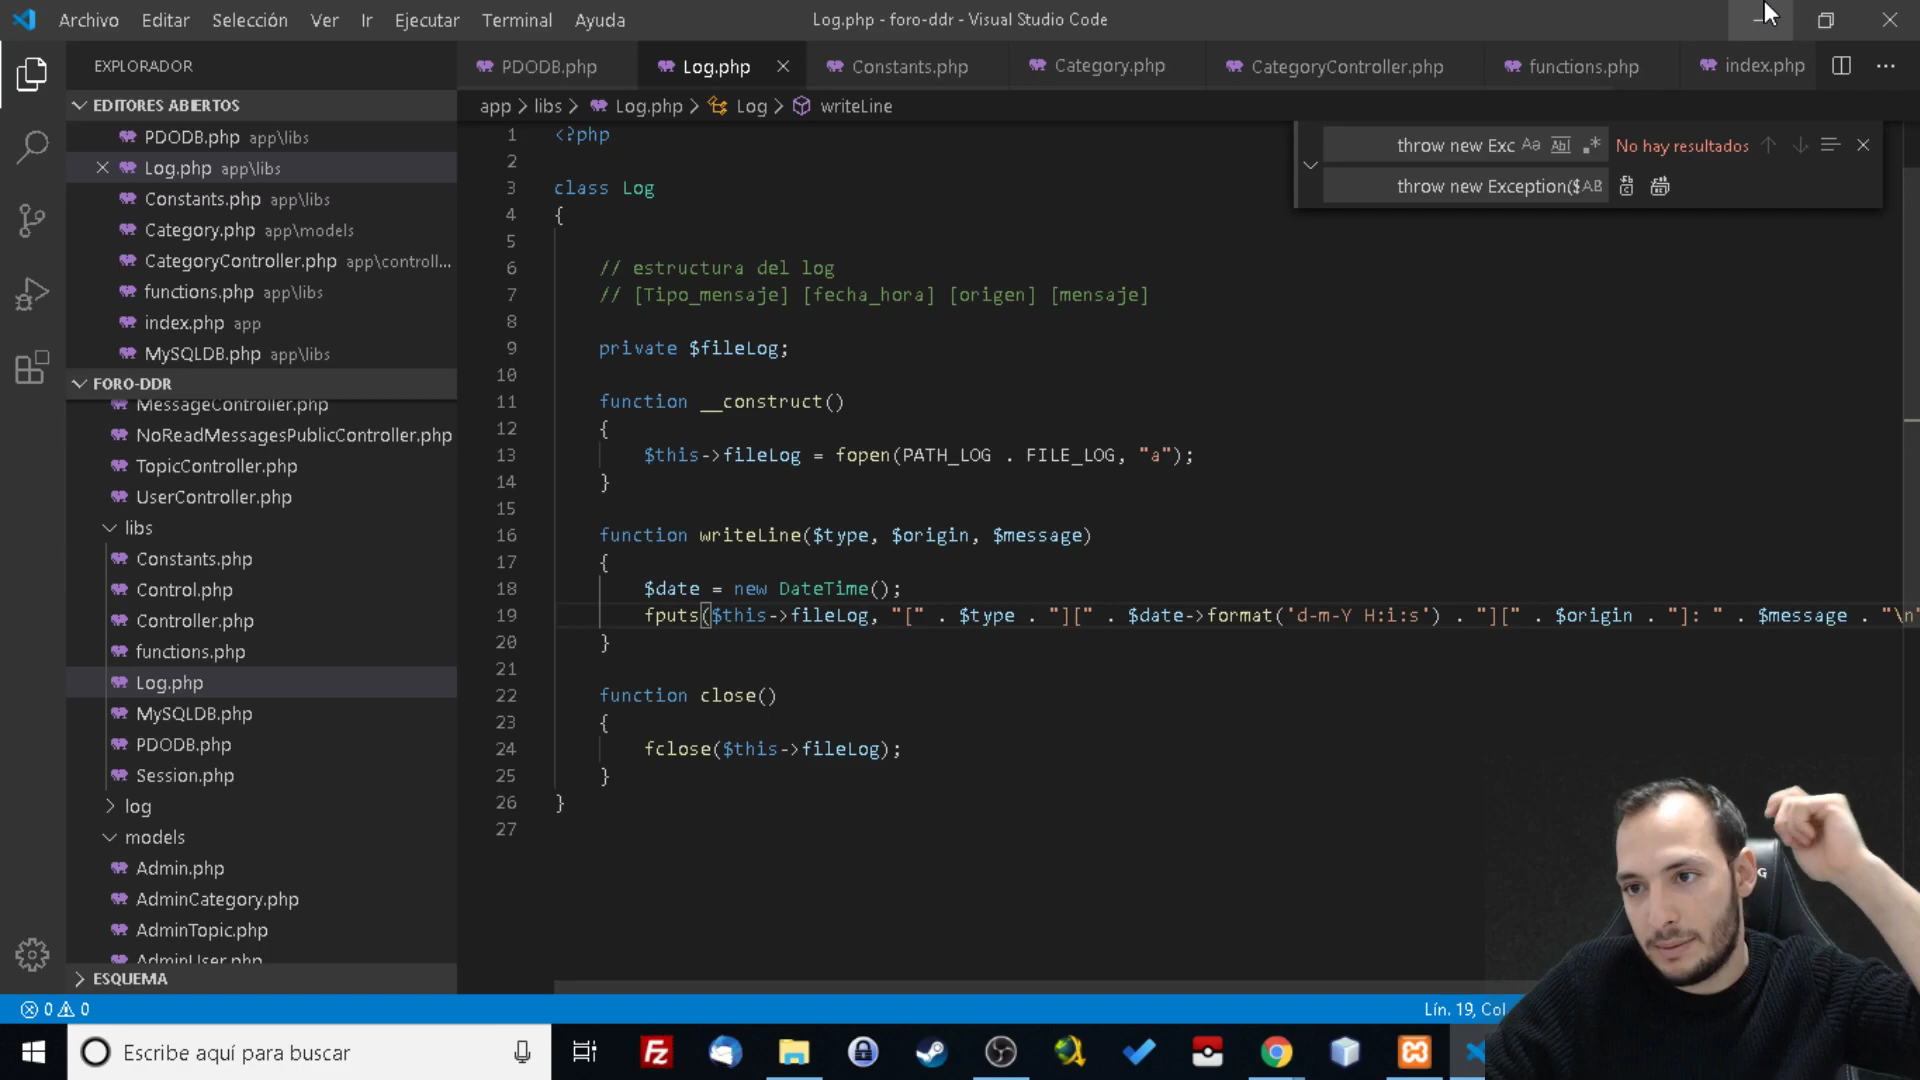 Archivo Editar Selección Ver Ir Ejecutar Terminal Ayuda
Log.php - foro-ddr - Visual Studio Code
EXPLORADOR
PDODB.php Log.php Constants.php Category.php CategoryController.php functions.php index.php
app > libs > Log.php > Log > writeLine
EDITORES ABIERTOS
PDODB.php app\libs
Log.php app\libs
Constants.php app\libs
Category.php app\models
CategoryController.php app\controll...
functions.php app\libs
index.php app
MySQLDB.php app\libs
FORO-DDR
MessageController.php
NoReadMessagesPublicController.php
TopicController.php
UserController.php
libs
Constants.php
Control.php
Controller.php
functions.php
Log.php
MySQLDB.php
PDODB.php
Session.php
log
models
Admin.php
AdminCategory.php
AdminTopic.php
AdminUser.php
ESQUEMA
throw new Exc Aa Abl .* No hay resultados
throw new Exception($ AB
1 <?php
2
3 class Log
4 {
5
6 // estructura del log
7 // [Tipo_mensaje] [fecha_hora] [origen] [mensaje]
8
9 private $fileLog;
10
11 function __construct()
12 {
13 $this->fileLog = fopen(PATH_LOG . FILE_LOG, "a");
14 }
15
16 function writeLine($type, $origin, $message)
17 {
18 $date = new DateTime();
19 fputs($this->fileLog, "[" . $type . "][" . $date->format('d-m-Y H:i:s') . "][" . $origin . "]: " . $message . "\n"
20 }
21
22 function close()
23 {
24 fclose($this->fileLog);
25 }
26 }
27
0 0
Lín. 19, Col
Escribe aquí para buscar